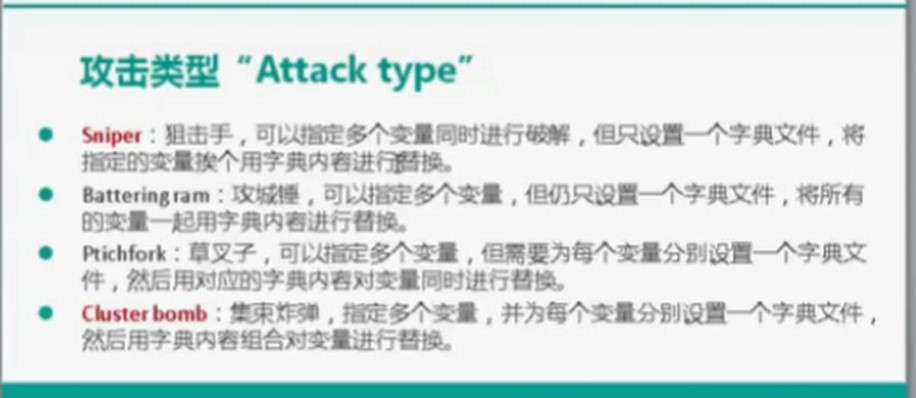 攻击类型“Attack type”
Sniper：狙击手，可以指定多个变量同时进行破解，但只设置一个字典文件，将
指定的变量挨个用字典内容进行替换。
Battering ram：攻城锤，可以指定多个变量，但仍只设置一个字典文件，将所有
的变量一起用字典内容进行替换。
Ptichfork：草叉子，可以指定多个变量，但需要为每个变量分别设置一个字典文
件，然后用对应的字典内容对变量同时进行替换。
Cluster bomb：集束炸弹，指定多个变量，并为每个变量分别设置一个字典文件，
然后用字典内容组合对变量进行替换。